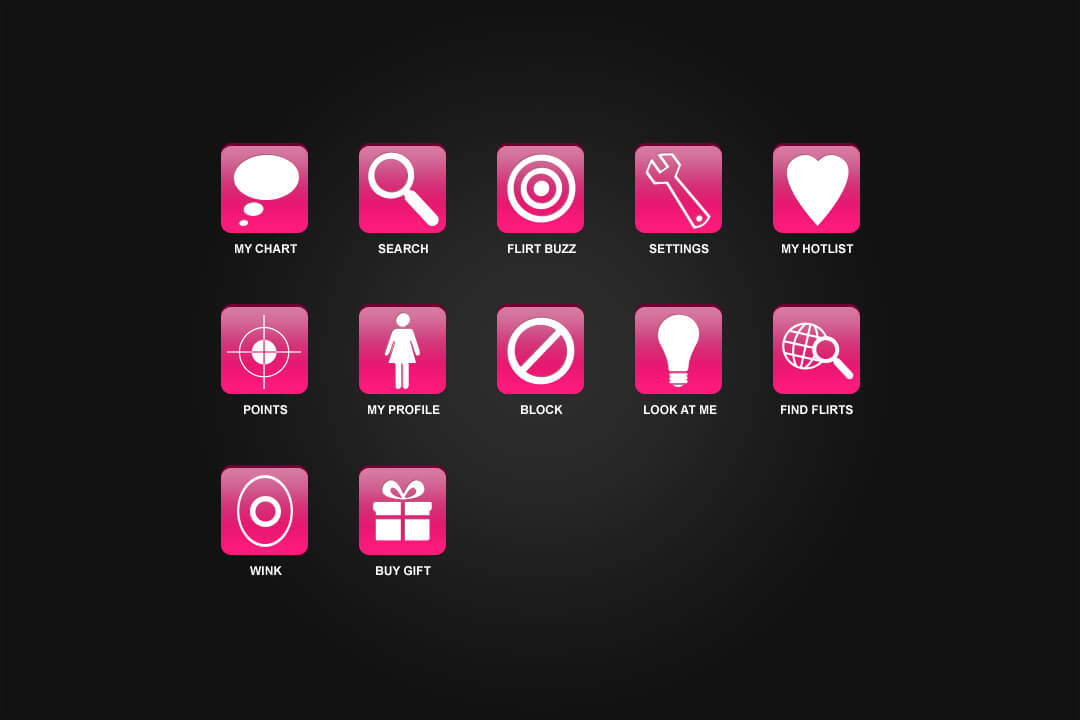 MY CHART
SEARCH
FLIRT BUZZ
SETTINGS
MY HOTLIST
POINTS
MY PROFILE
BLOCK
LOOK AT ME
FIND FLIRTS
WINK
BUY GIFT